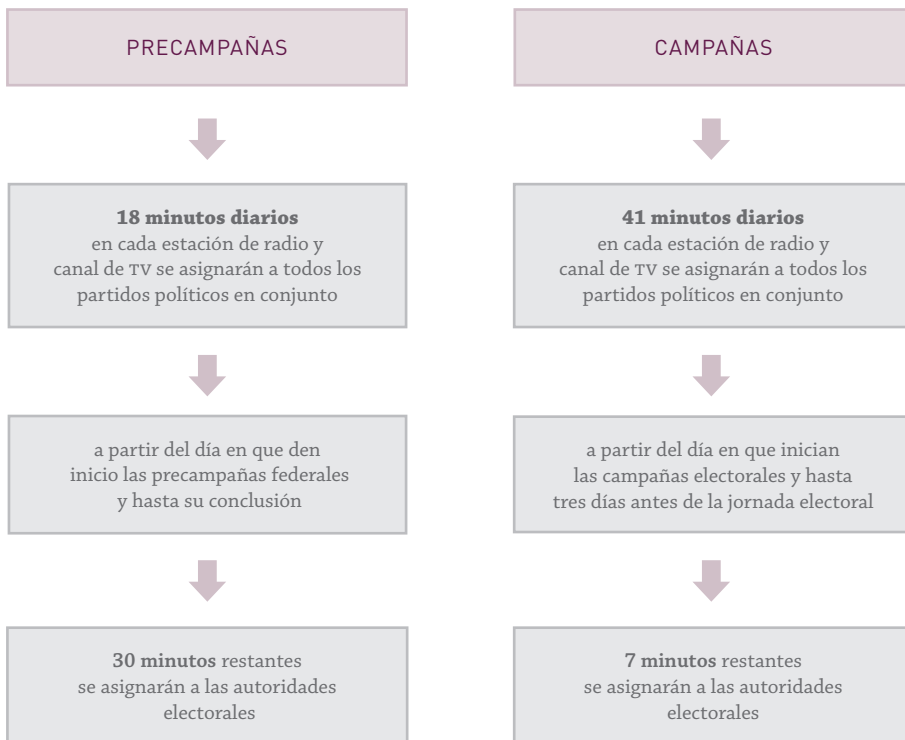 PRECAMPAÑAS
18 minutos diarios
en cada estación de radio y
canal de TV se asignarán a todos los
partidos políticos en conjunto
a partir del día en que den
inicio las precampañas federales
y hasta su conclusión
30 minutos restantes
se asignarán a las autoridades
electorales
CAMPAÑAS
41 minutos diarios
en cada estación de radio y
canal de TV se asignarán a todos los
partidos políticos en conjunto
a partir del día en que inician
las campañas electorales y hasta
tres días antes de la jornada electoral
7 minutos restantes
se asignarán a las autoridades
electorales